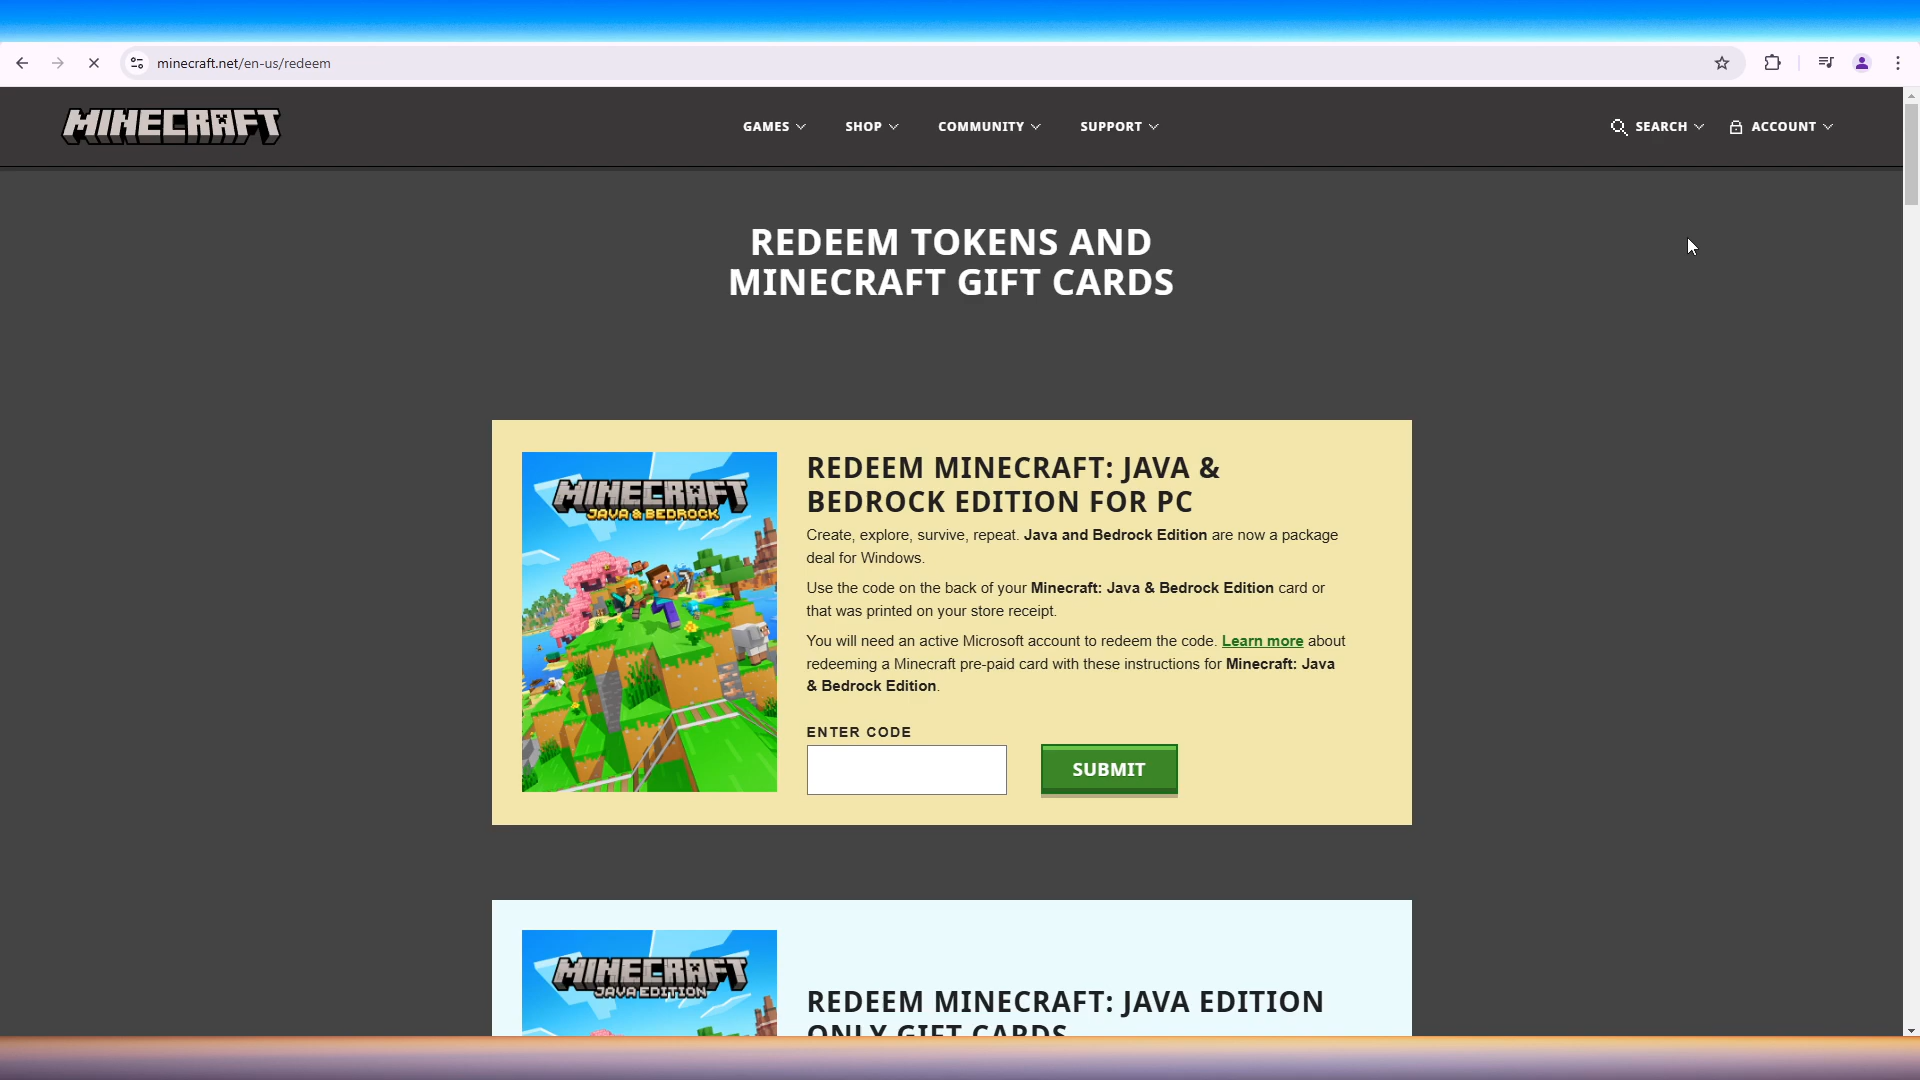 minecraft.net/en-us/redeem
MINECRAFT
GAMES
SHOP
COMMUNITY
SUPPORT
SEARCH
ACCOUNT
REDEEM TOKENS AND
MINECRAFT GIFT CARDS
MINECRAFT
JAVA & BEDROCK
REDEEM MINECRAFT: JAVA &
BEDROCK EDITION FOR PC
Create, explore, survive, repeat. Java and Bedrock Edition are now a package
deal for Windows.
Use the code on the back of your Minecraft: Java & Bedrock Edition card or
that was printed on your store receipt.
You will need an active Microsoft account to redeem the code. Learn more about
redeeming a Minecraft pre-paid card with these instructions for Minecraft: Java
& Bedrock Edition.
ENTER CODE
SUBMIT
MINECRAFT
JAVA EDITION
REDEEM MINECRAFT: JAVA EDITION
ONLY GIFT CARDS